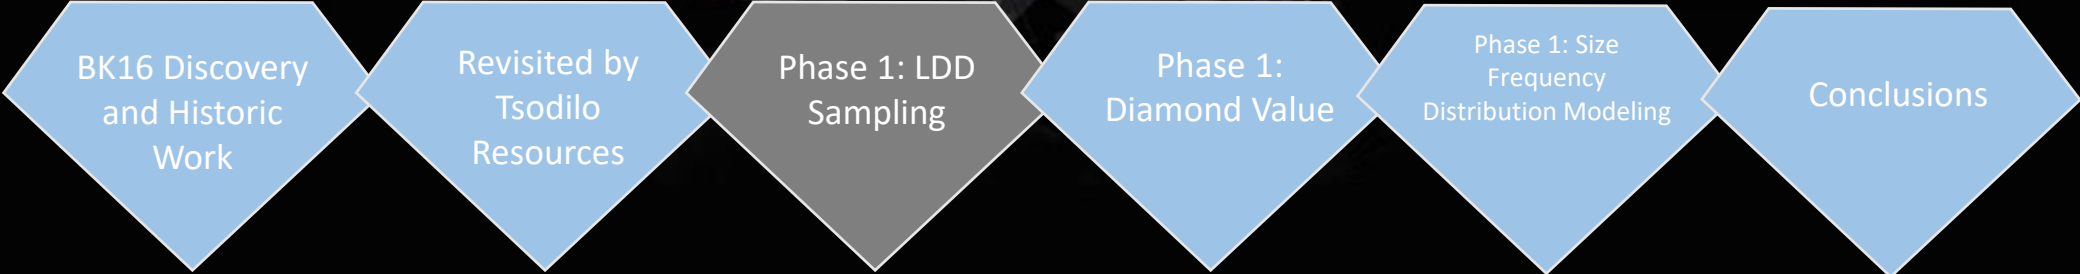 BK16 Discovery
and Historic
Work
Revisited by
Tsodilo
Resources
Phase 1: LDD
Sampling
Phase 1:
Diamond Value
Phase 1: Size
Frequency
Distribution Modeling
Conclusions